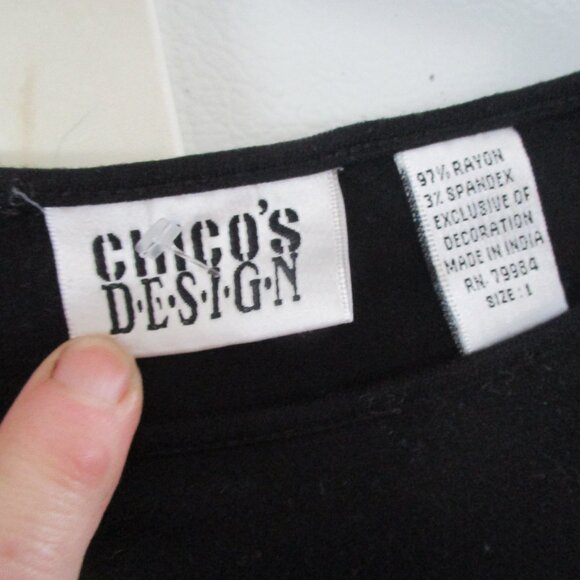 CHICO'S
D·E·S·I·G·N
97% RAYON
3% SPANDEX
EXCLUSIVE OF
DECORATION
MADE IN INDIA
RN. 79984
SIZE: 1